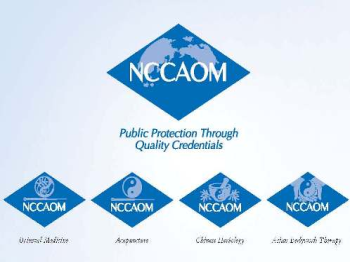 NCCAOM
Public Protection Through
Quality Credentials
NCCAOM NCCAOM NCCAOM NCCAOM
Oriental Medicine Acupuncture Chinese Herbology Asian Bodywork Therapy